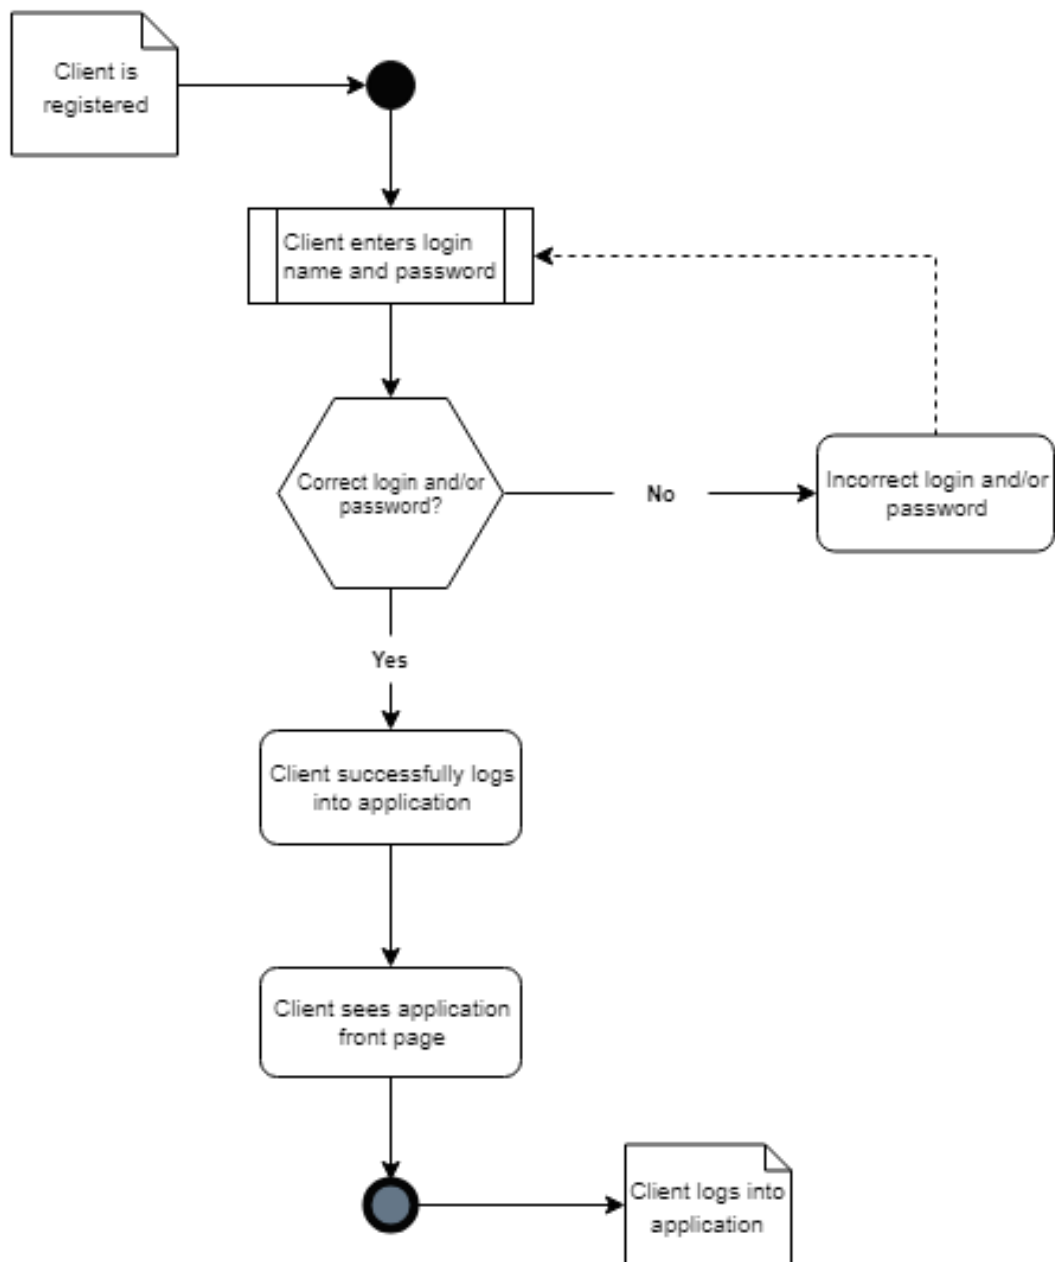 Client is
registered
Client enters login
name and password
Correct login and/or
password?
No
Incorrect login and/or
password
Yes
Client successfully logs
into application
Client sees application
front page
Client logs into
application